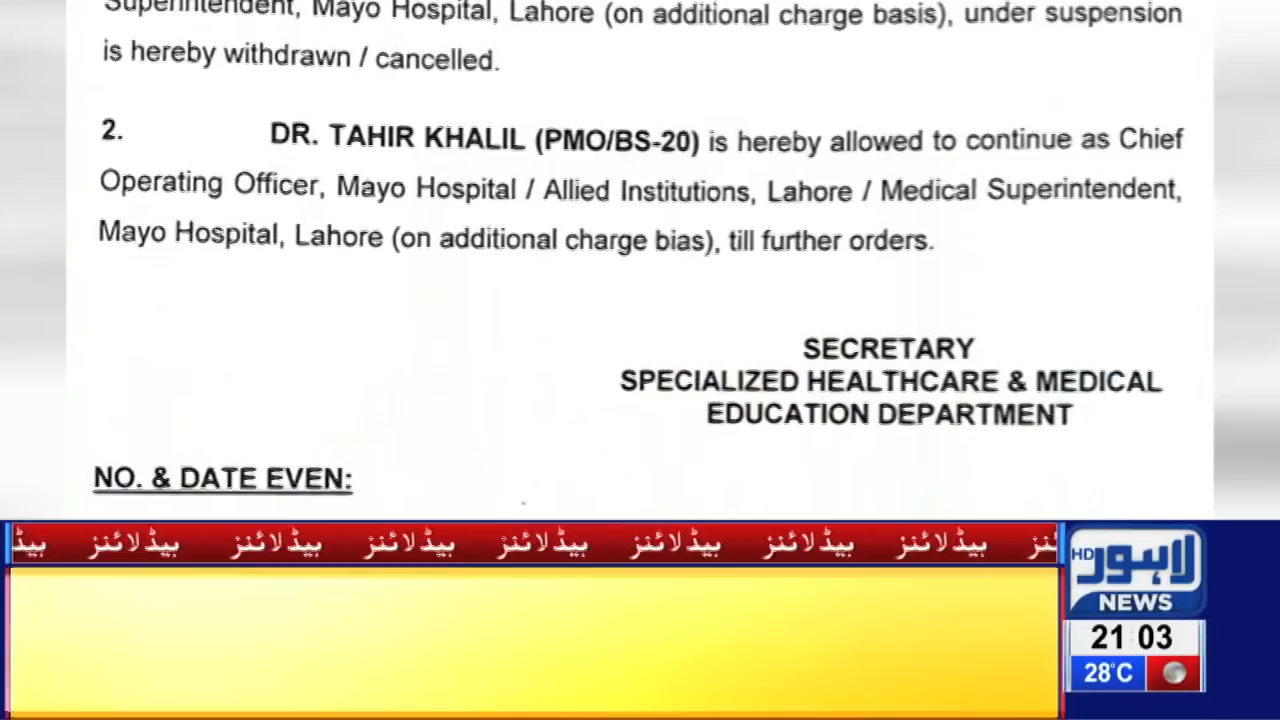 Superintendent, Mayo Hospital, Lahore (on additional charge basis), under suspension
is hereby withdrawn / cancelled.
2. DR. TAHIR KHALIL (PMO/BS-20) is hereby allowed to continue as Chief
Operating Officer, Mayo Hospital / Allied Institutions, Lahore / Medical Superintendent,
Mayo Hospital, Lahore (on additional charge bias), till further orders.
SECRETARY
SPECIALIZED HEALTHCARE & MEDICAL
EDUCATION DEPARTMENT
NO. & DATE EVEN:
ہیڈلائنز ہیڈلائنز ہیڈلائنز ہیڈلائنز ہیڈلائنز ہیڈلائنز ہیڈلائنز
HD لاہور
NEWS
21:03
28°C